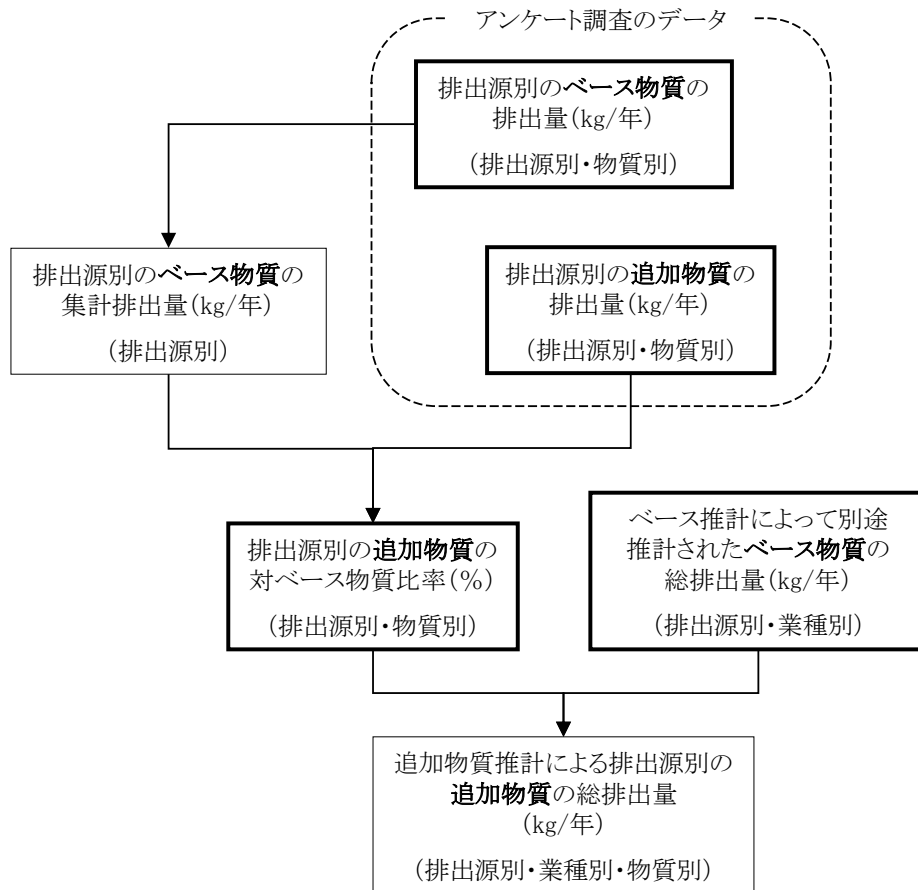 アンケート調査のデータ
排出源別のベース物質の
排出量(kg/年)
(排出源別・物質別)
排出源別のベース物質の
集計排出量(kg/年)
(排出源別)
排出源別の追加物質の
排出量(kg/年)
(排出源別・物質別)
排出源別の追加物質の
対ベース物質比率(%)
(排出源別・物質別)
ベース推計によって別途
推計されたベース物質の
総排出量(kg/年)
(排出源別・業種別)
追加物質推計による排出源別の
追加物質の総排出量
(kg/年)
(排出源別・業種別・物質別)